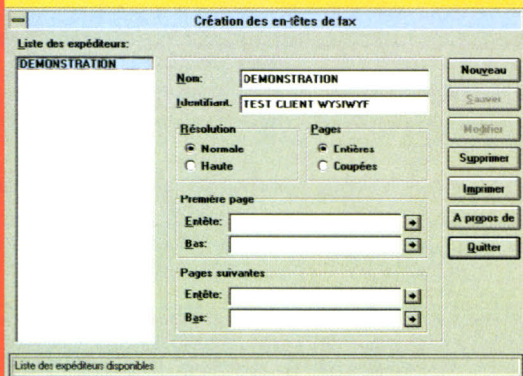 Création des en-têtes de fax
Liste des expéditeurs:
DEMONSTRATION
Nom: DEMONSTRATION
Identifiant. TEST CLIENT WYSIWYF
Résolution
Normale
Haute
Pages
Entières
Coupées
Première page
Entête:
Bas:
Pages suivantes
Entête:
Bas:
Nouveau
Sauver
Modifier
Supprimer
Imprimer
A propos de
Quitter
Liste des expéditeurs disponibles